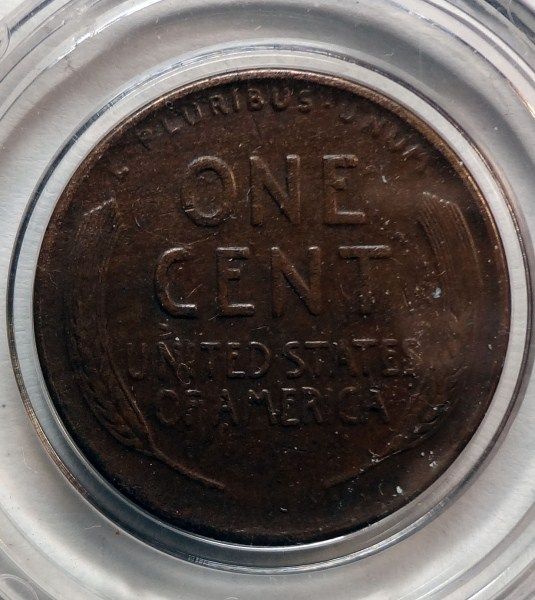 E · PLURIBUS · UNUM
ONE
CENT
UNITED STATES
OF AMERICA